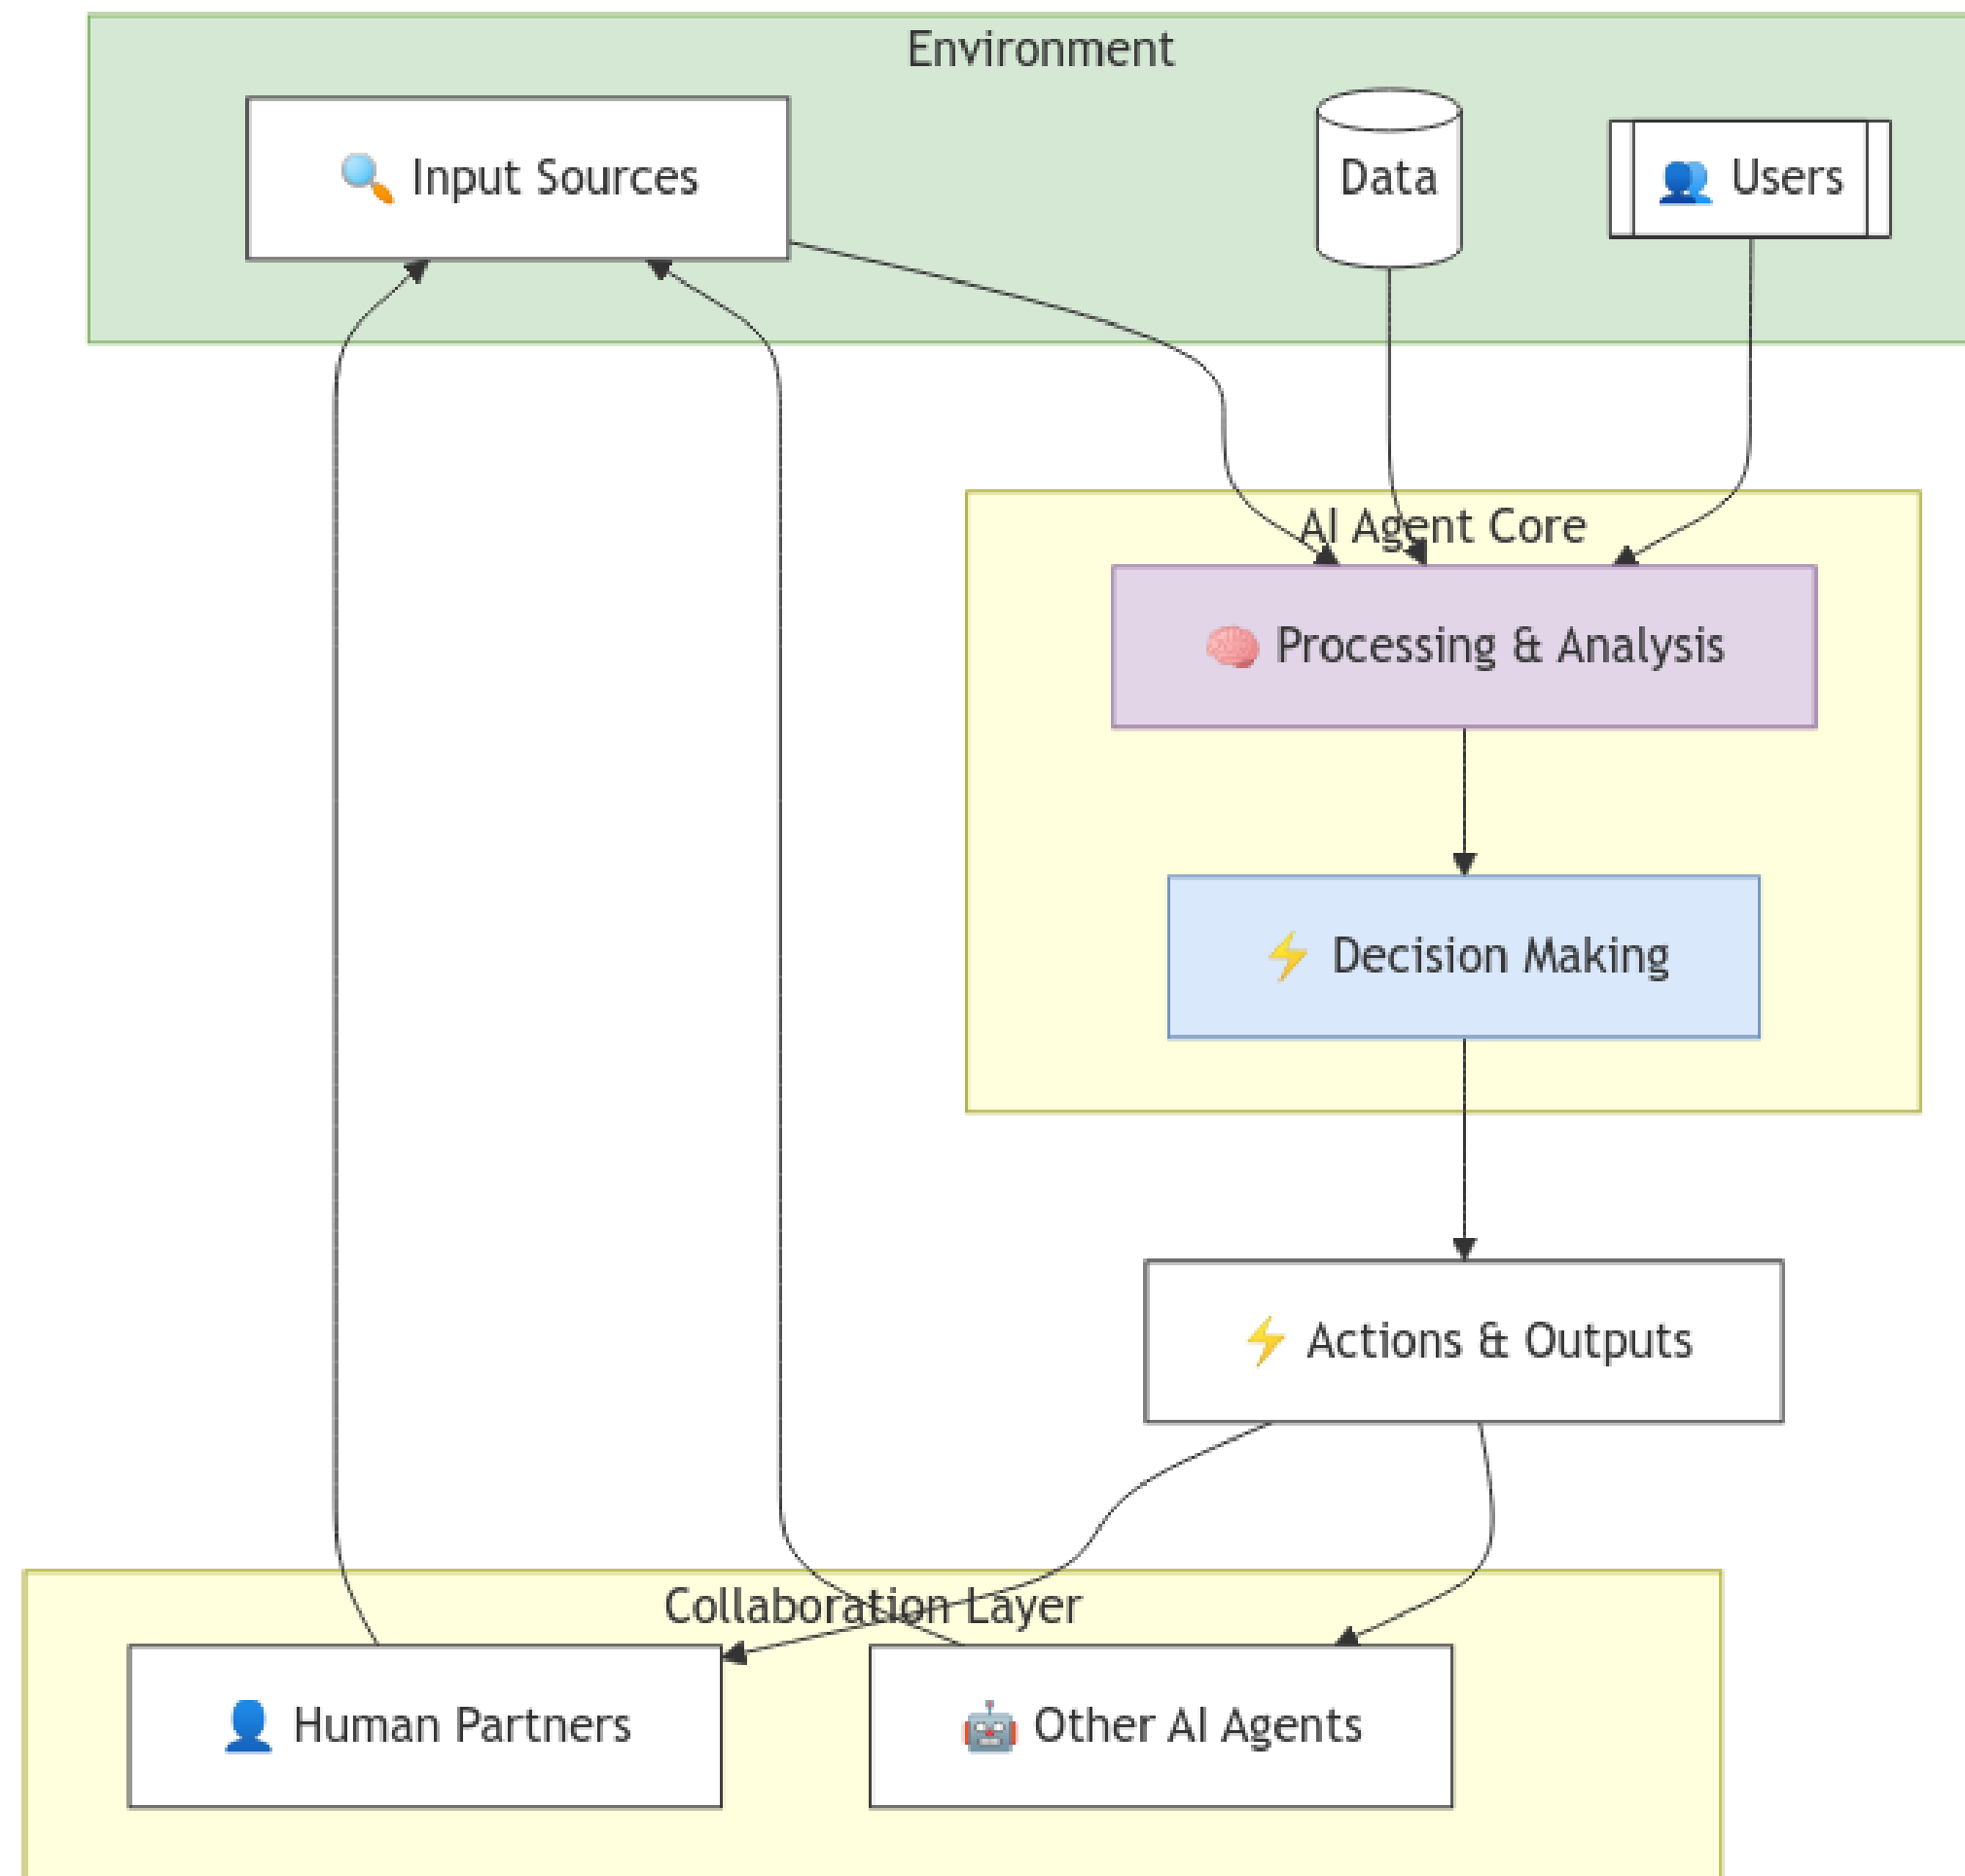 Environment
🔍 Input Sources
Data
👥 Users
AI Agent Core
🧠 Processing & Analysis
⚡ Decision Making
⚡ Actions & Outputs
Collaboration Layer
👤 Human Partners
🤖 Other AI Agents